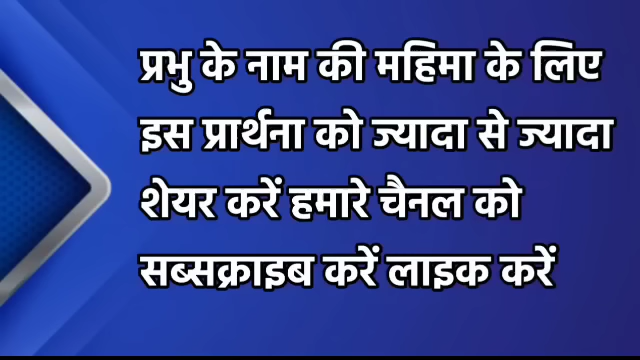 प्रभु के नाम की महिमा के लिए
इस प्रार्थना को ज्यादा से ज्यादा
शेयर करें हमारे चैनल को
सब्सक्राइब करें लाइक करें